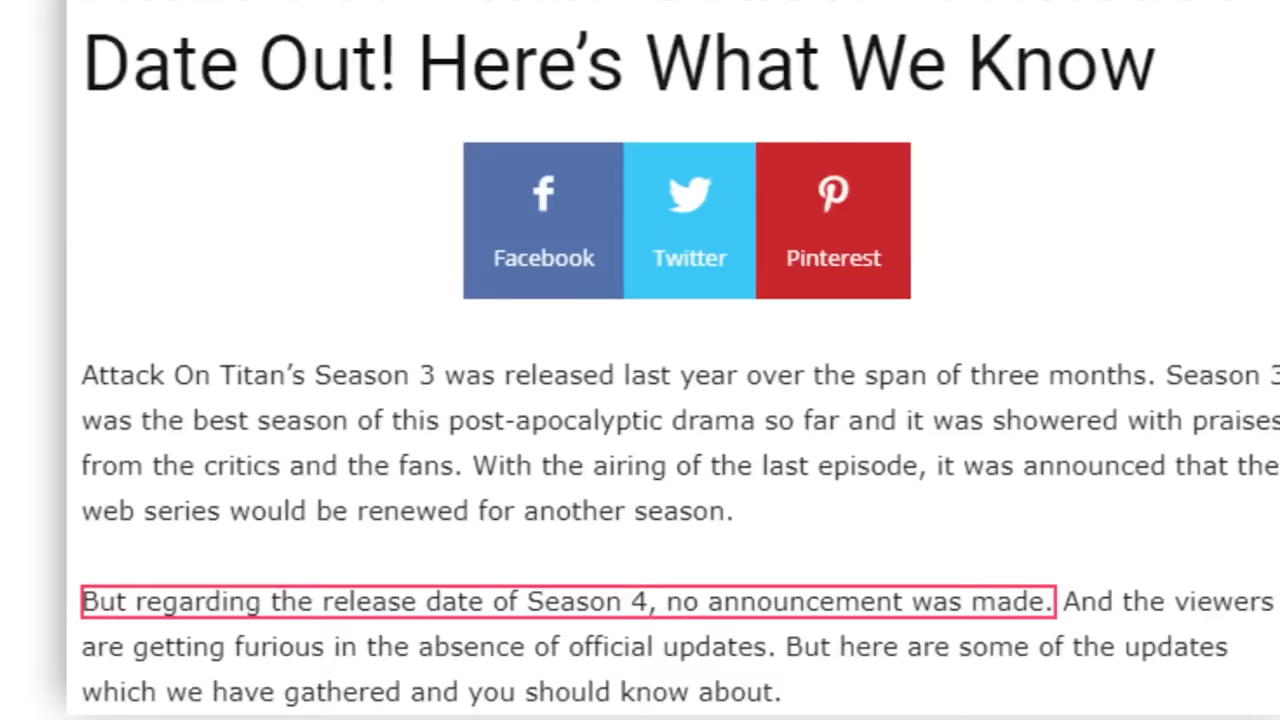 Date Out! Here’s What We Know
Facebook Twitter Pinterest
Attack On Titan’s Season 3 was released last year over the span of three months. Season 3
was the best season of this post-apocalyptic drama so far and it was showered with praises
from the critics and the fans. With the airing of the last episode, it was announced that the
web series would be renewed for another season.
But regarding the release date of Season 4, no announcement was made. And the viewers
are getting furious in the absence of official updates. But here are some of the updates
which we have gathered and you should know about.